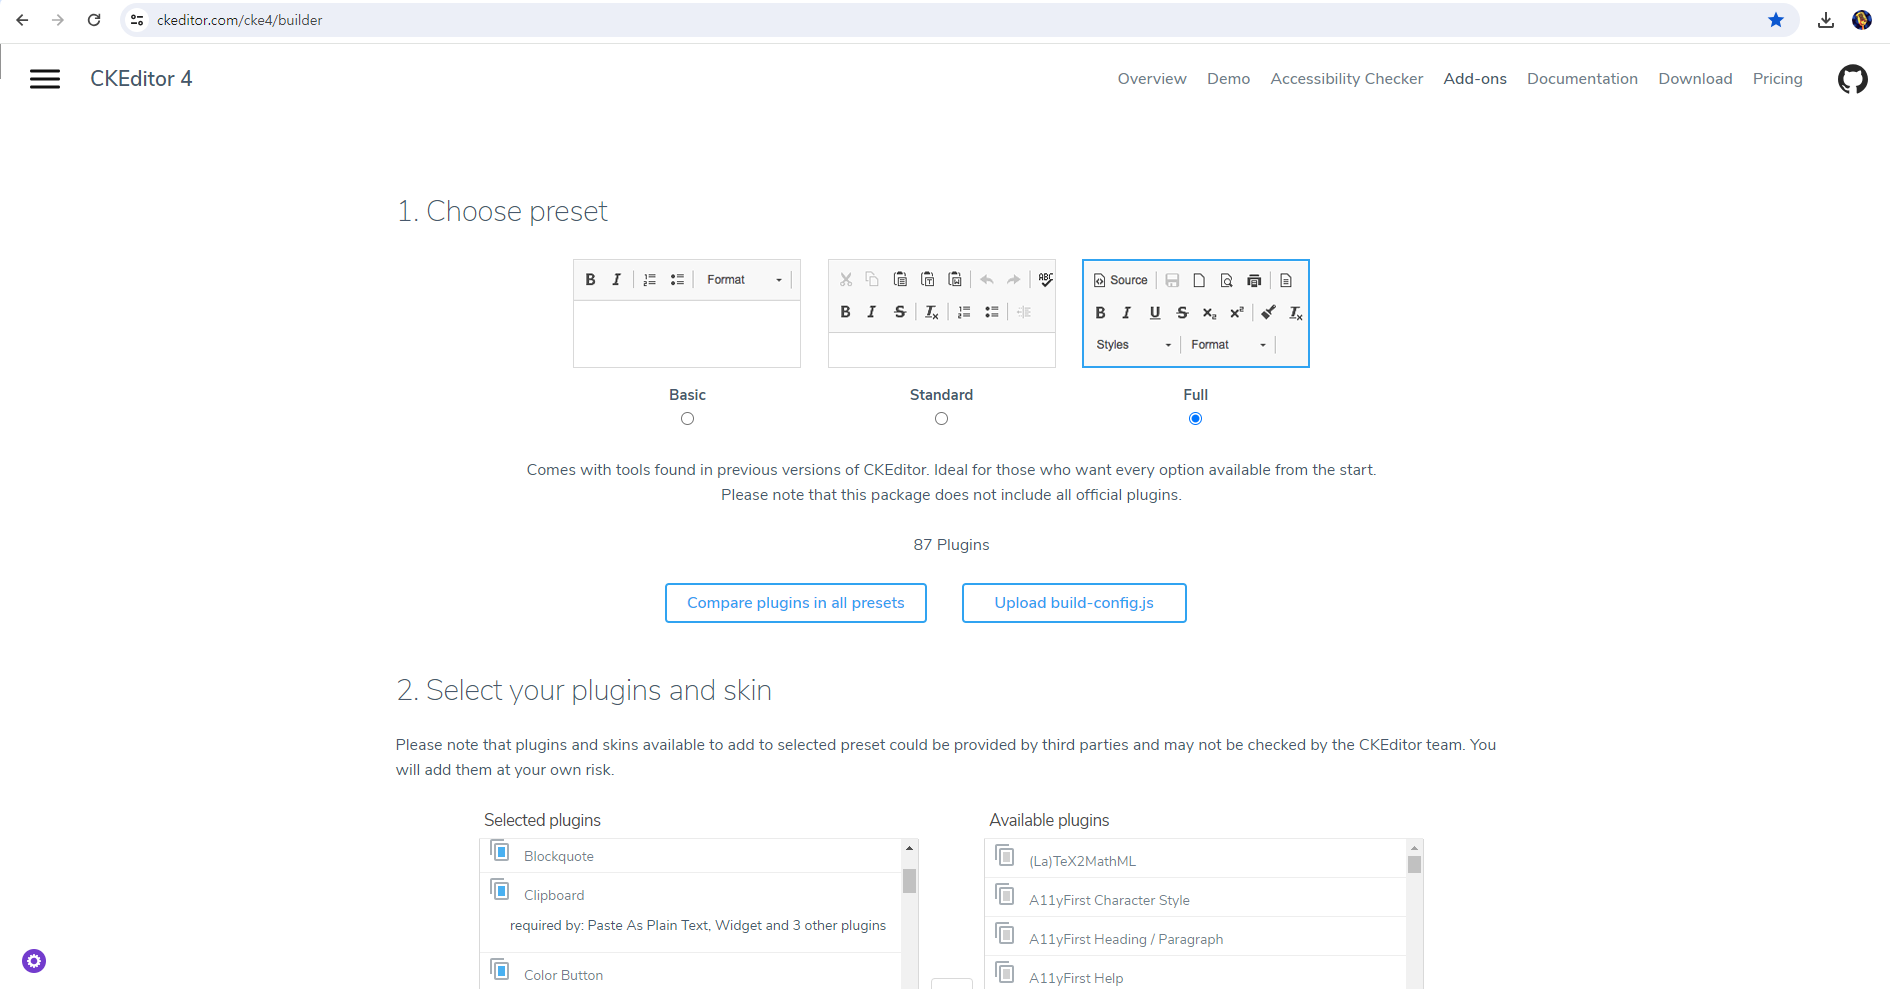 ckeditor.com/cke4/builder
CKEditor 4
Overview Demo Accessibility Checker Add-ons Documentation Download Pricing
1. Choose preset
B I Format
ABC
B I S Tx
Source
B I U S x₂ x² Tx
Styles Format
Basic
Standard
Full
Comes with tools found in previous versions of CKEditor. Ideal for those who want every option available from the start.
Please note that this package does not include all official plugins.
87 Plugins
Compare plugins in all presets
Upload build-config.js
2. Select your plugins and skin
Please note that plugins and skins available to add to selected preset could be provided by third parties and may not be checked by the CKEditor team. You
will add them at your own risk.
Selected plugins
Blockquote
Clipboard
required by: Paste As Plain Text, Widget and 3 other plugins
Color Button
Available plugins
(La)TeX2MathML
A11yFirst Character Style
A11yFirst Heading / Paragraph
A11yFirst Help